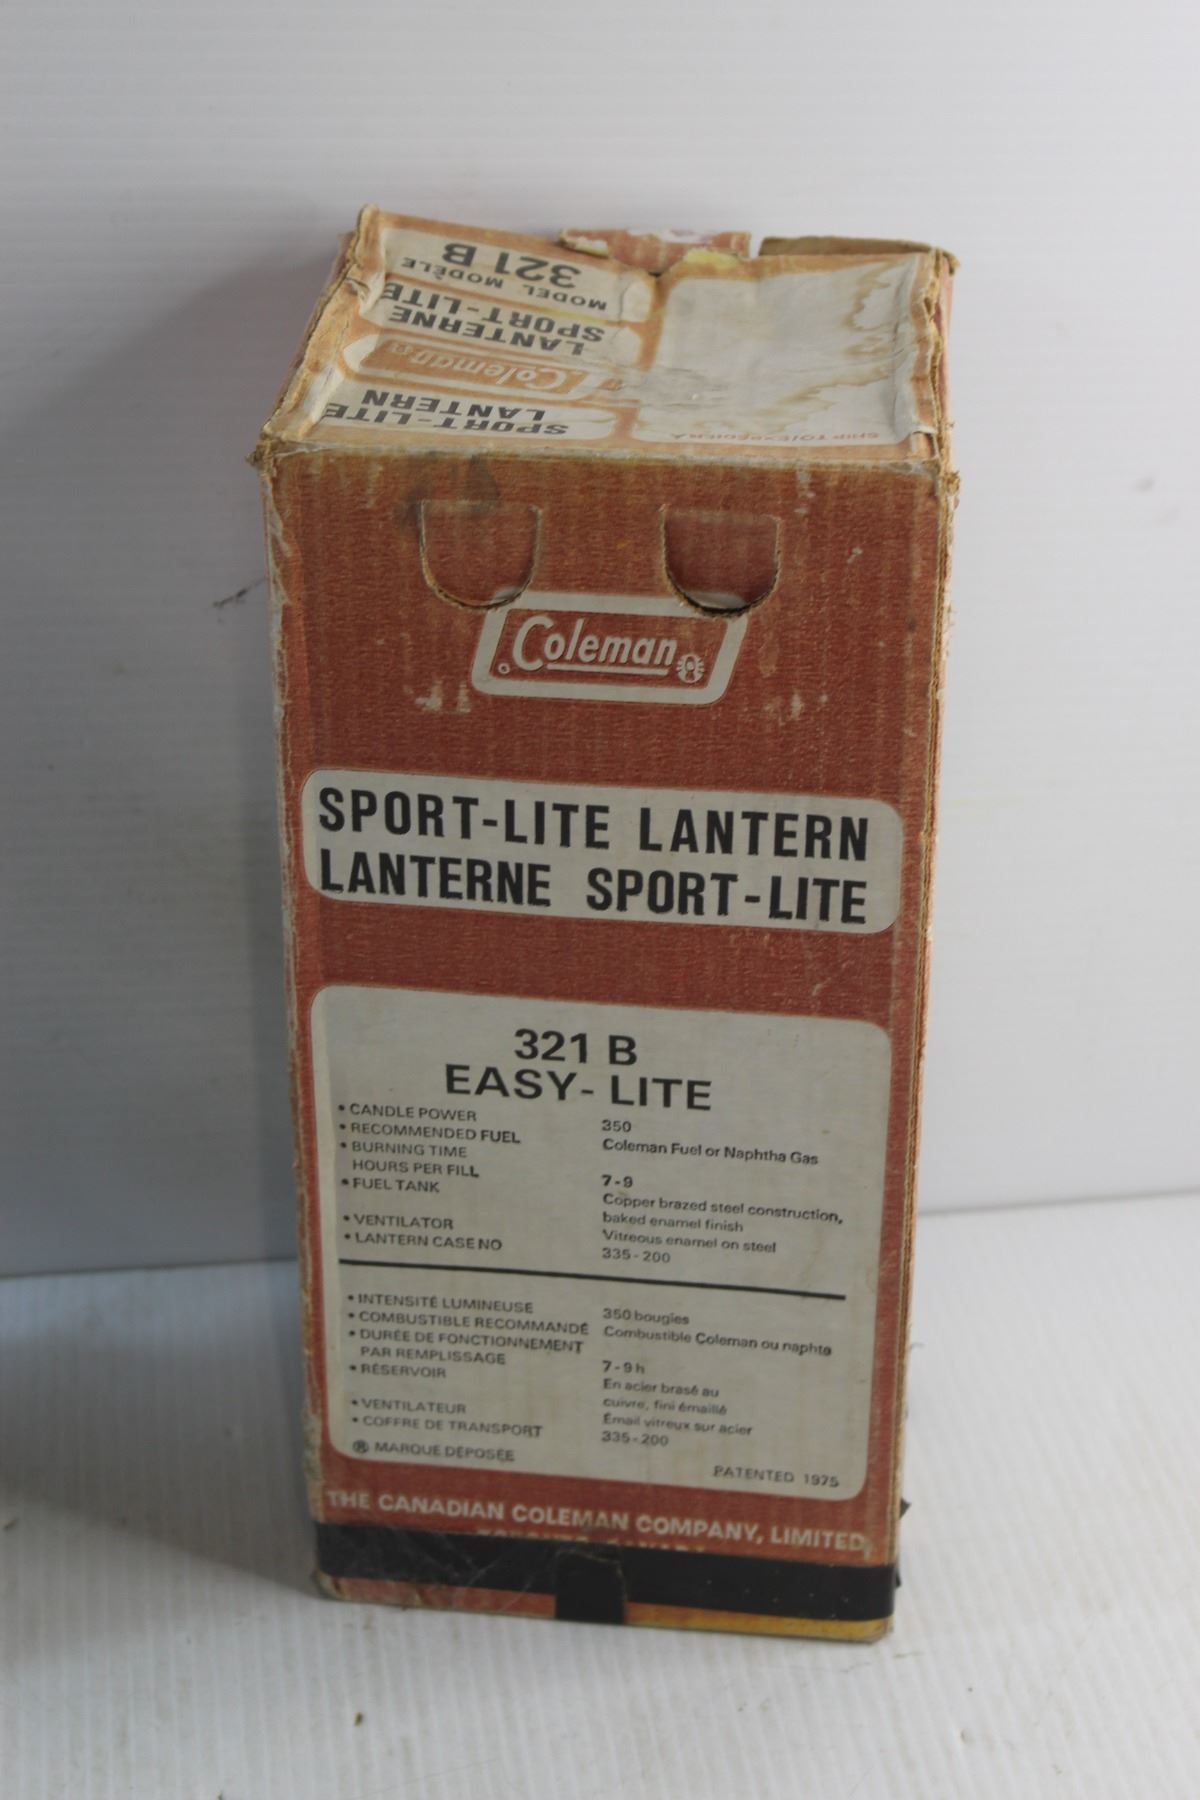 MODEL MODÈLE
321 B
LANTERNE
SPORT-LITE
Coleman
SPORT-LITE
LANTERN
SHIP TO/EXPÉDIER À
Coleman
SPORT-LITE LANTERN
LANTERNE SPORT-LITE
321 B
EASY-LITE
• CANDLE POWER 350
• RECOMMENDED FUEL Coleman Fuel or Naphtha Gas
• BURNING TIME
HOURS PER FILL 7-9
• FUEL TANK Copper brazed steel construction,
baked enamel finish
• VENTILATOR Vitreous enamel on steel
• LANTERN CASE NO 335-200
• INTENSITÉ LUMINEUSE 350 bougies
• COMBUSTIBLE RECOMMANDÉ Combustible Coleman ou naphte
• DURÉE DE FONCTIONNEMENT
PAR REMPLISSAGE 7-9 h
• RÉSERVOIR En acier brasé au
cuivre, fini émaillé
• VENTILATEUR Émail vitreux sur acier
• COFFRE DE TRANSPORT 335-200
® MARQUE DÉPOSÉE
PATENTED 1975
THE CANADIAN COLEMAN COMPANY, LIMITED,
TORONTO, CANADA